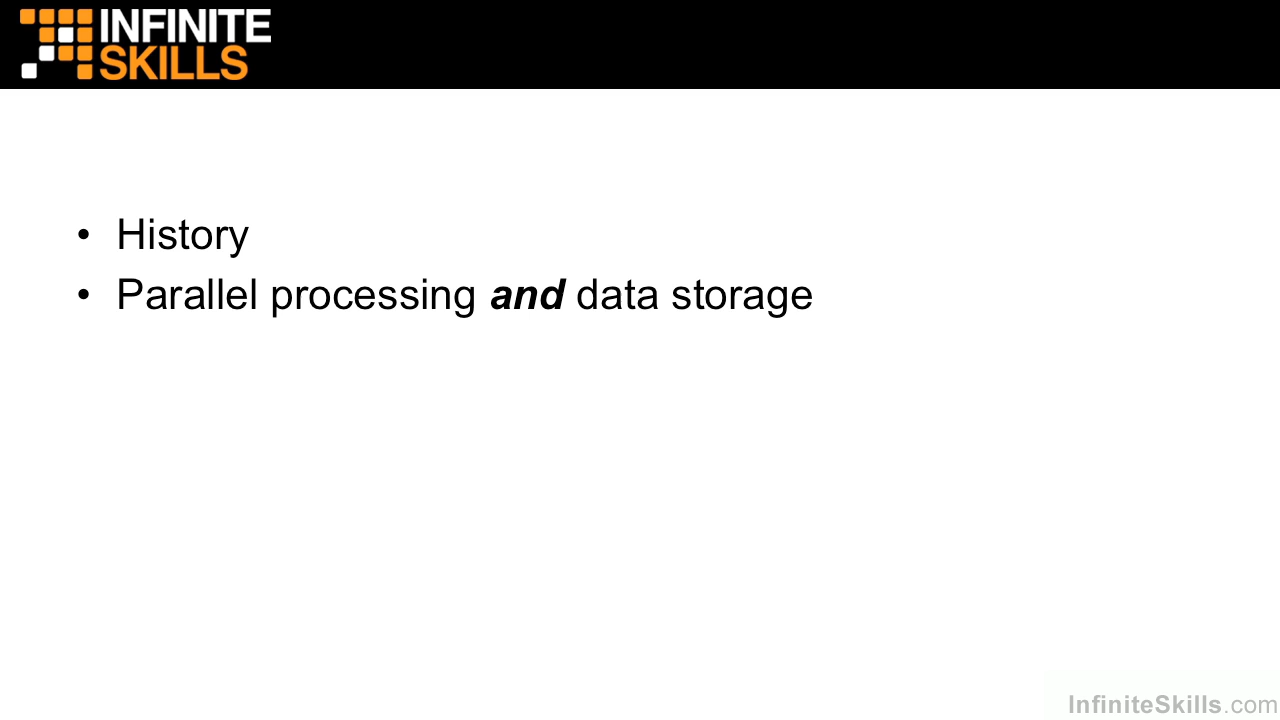 INFINITE
SKILLS
• History
• Parallel processing and data storage
InfiniteSkills.com